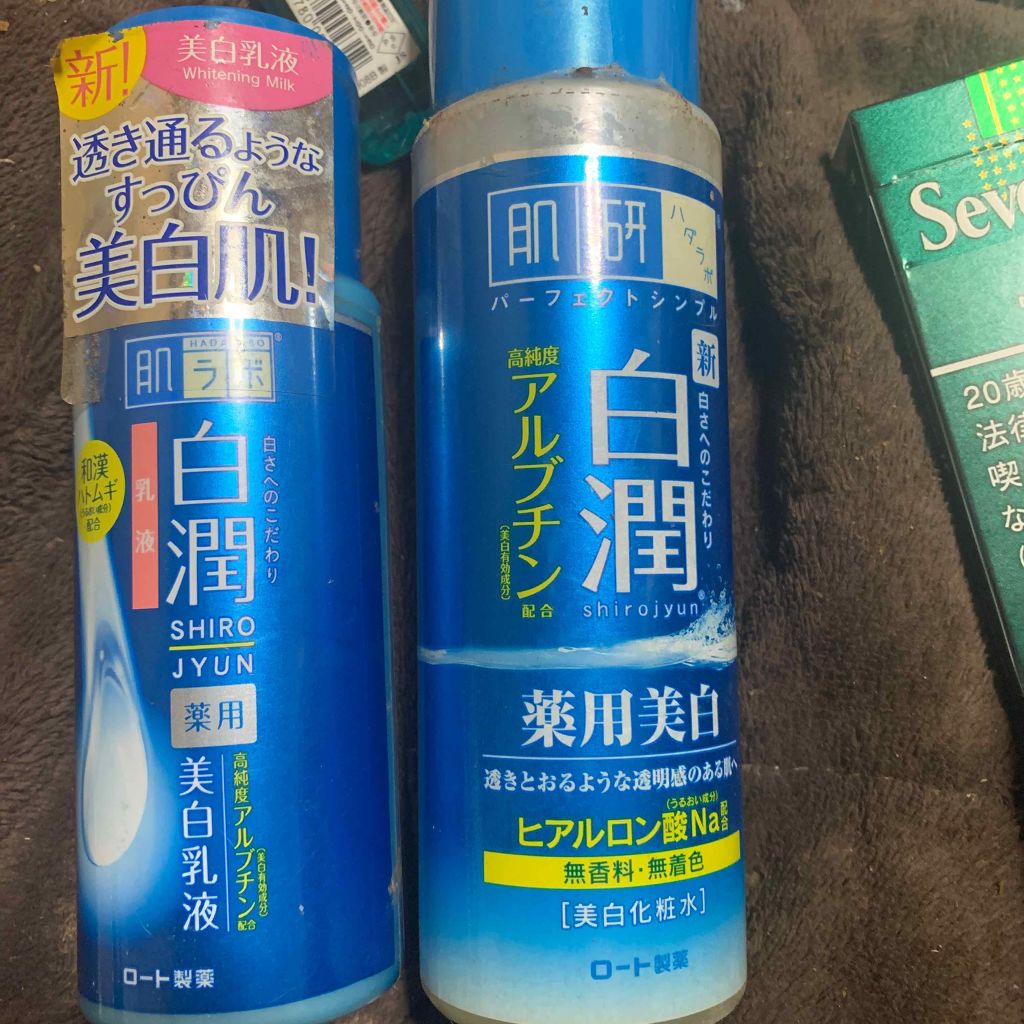 新!
美白乳液
Whitening Milk
透き通るような
すっぴん
美白肌!
肌ラボ
HADA LABO
和漢
ハトムギ
(うるおい成分)
配合
乳液
白潤
白さへのこだわり
SHIRO
JYUN
薬用
美白乳液
高純度アルブチン(美白有効成分)配合
ロート製薬
肌研
ハダラボ
パーフェクトシンプル
新
白潤
白さへのこだわり
高純度
アルブチン
(美白有効成分)
配合
shirojyun®
薬用美白
透きとおるような透明感のある肌へ
(うるおい成分)
ヒアルロン酸Na配合
無香料・無着色
[美白化粧水]
ロート製薬
Sev
20歳
法律
喫
な